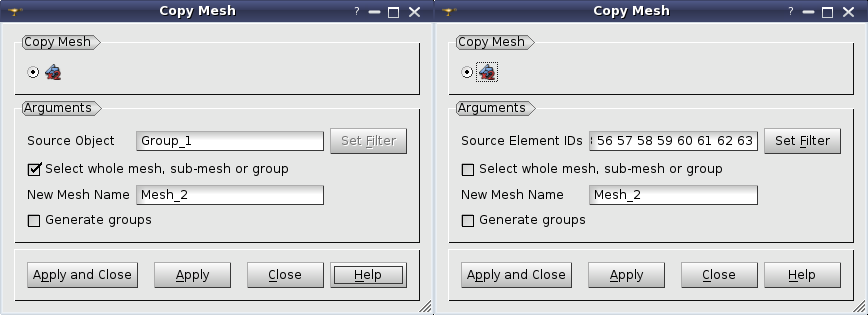 Copy Mesh ?
Copy Mesh
Arguments
Source Object Group_1 Set Filter
Select whole mesh, sub-mesh or group
New Mesh Name Mesh_2
Generate groups
Apply and Close Apply Close Help
Copy Mesh ?
Copy Mesh
Arguments
Source Element IDs 56 57 58 59 60 61 62 63 Set Filter
Select whole mesh, sub-mesh or group
New Mesh Name Mesh_2
Generate groups
Apply and Close Apply Close Help